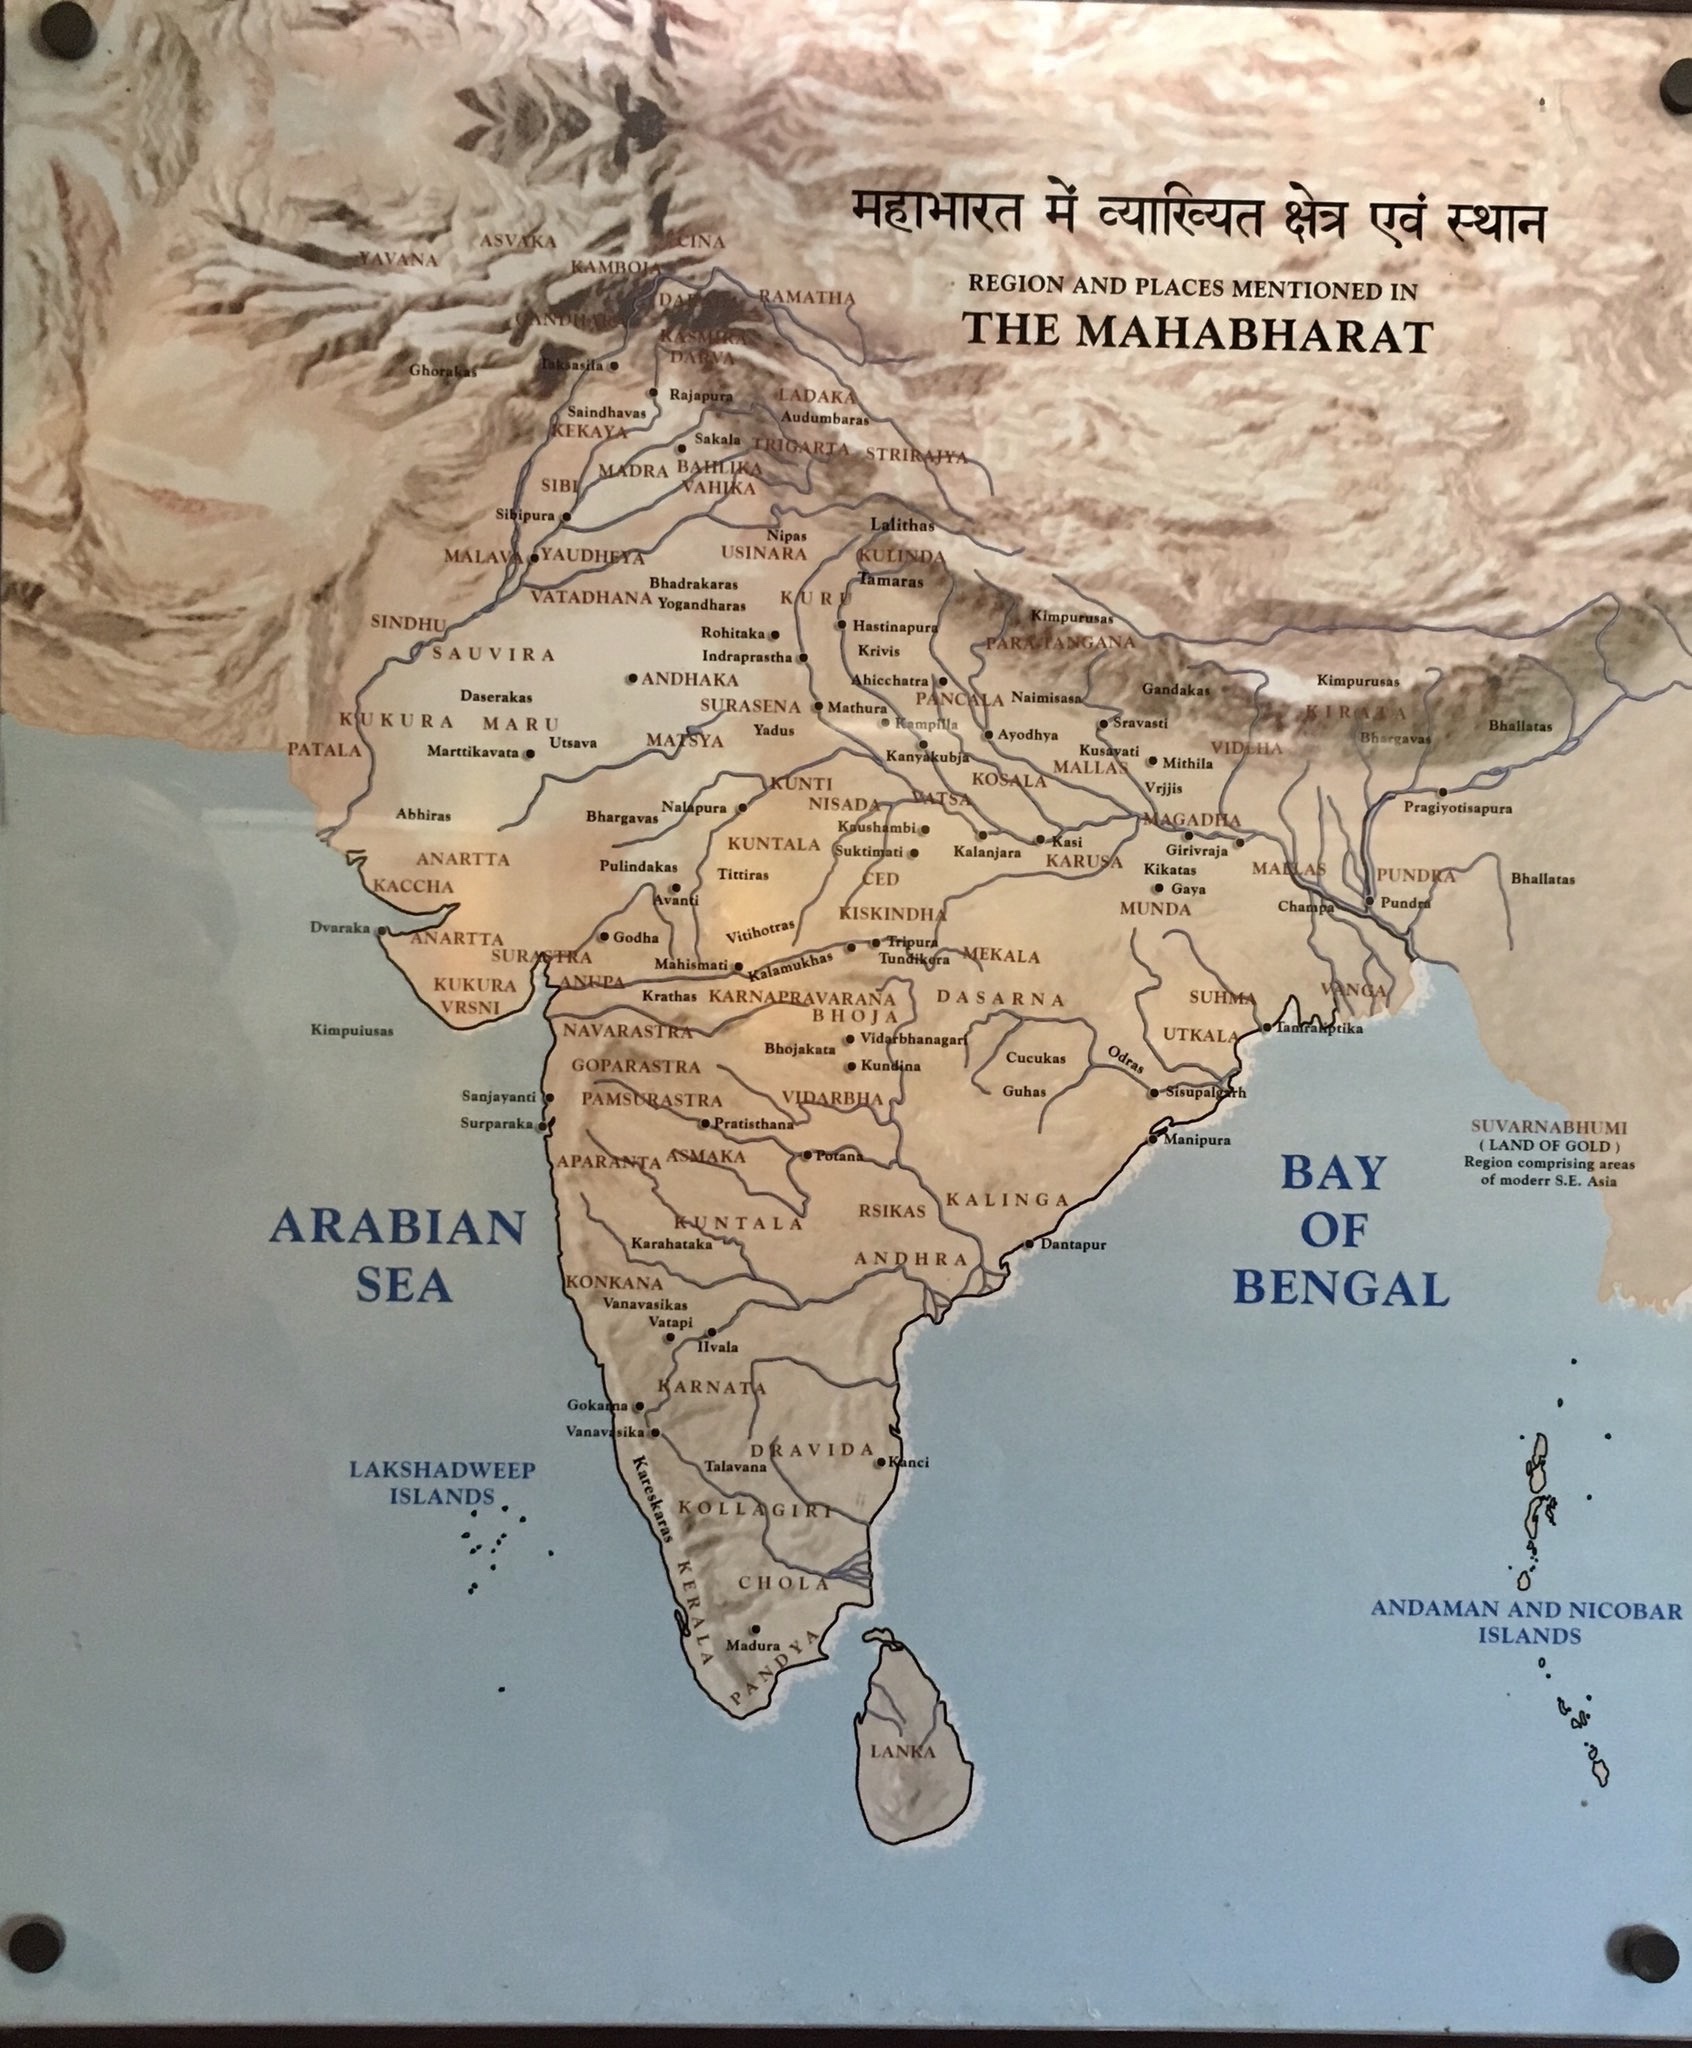 महाभारत में व्याख्यित क्षेत्र एवं स्थान
REGION AND PLACES MENTIONED IN
THE MAHABHARAT
YAVANA
ASVAKA
CINA
KAMBOJA
RAMATHA
KASMIRA
DARVA
Ghorakas
Taksasila
Rajapura
LADAKA
Saindhavas
Audumbaras
KEKAYA
Sakala
TRIGARTA
STRIRAJYA
MADRA
BAHLIKA
SIBI
VAHIKA
Sibipura
Lalithas
Nipas
MALAVA
YAUDHEYA
USINARA
KULINDA
Bhadrakaras
Tamaras
VATADHANA
Yogandharas
KURU
SINDHU
Rohitaka
Hastinapura
Kimpurusas
SAUVIRA
Indraprastha
Krivis
PARA-TANGANA
ANDHAKA
Ahicchatra
Daserakas
SURASENA
Mathura
PANCALA
Naimisasa
Gandakas
Kimpurusas
KUKURA
MARU
Yadus
Kampilla
Sravasti
KIRATA
Bhallatas
PATALA
Marttikavata
Utsava
MATSYA
Kanyakubja
Ayodhya
Kusavati
Mithila
VIDEHA
Bhargavas
KUNTI
KOSALA
MALLAS
Vrjjis
Abhiras
Bhargavas
Nalapura
NISADA
VATSA
Pragiyotisapura
KUNTALA
Kaushambi
Kalanjara
Kasi
MAGADHA
ANARTTA
Suktimati
KARUSA
Girivraja
Pulindakas
Tittiras
CED
Kikatas
MALLAS
PUNDRA
Bhallatas
KACCHA
Avanti
Gaya
KISKINDHA
MUNDA
Champa
Pundra
Dvaraka
ANARTTA
Godha
Vitihotras
Tripura
SURASTRA
Mahismati
Kalamukhas
Tundikera
MEKALA
KUKURA
ANUPA
VRSNI
Krathas
KARNAPRAVARANA
DASARNA
SUHMA
VANGA
BHOJA
Kimpuiusas
NAVARASTRA
Vidarbhanagari
UTKALA
Tamraliptika
Bhojakata
GOPARASTRA
Kundina
Cucukas
Odras
Guhas
Sisupalgarh
Sanjayanti
PAMSURASTRA
VIDARBHA
Surparaka
Pratisthana
Manipura
SUVARNABHUMI
( LAND OF GOLD )
Region comprising areas
of modern S.E. Asia
APARANTA
ASMAKA
Potana
BAY
OF
BENGAL
ARABIAN
SEA
KUNTALA
RSIKAS
KALINGA
Karahataka
ANDHRA
Dantapur
KONKANA
Vanavasikas
Vatapi
IIvala
KARNATA
Gokarna
Vanavasika
DRAVIDA
Kanci
Talavana
LAKSHADWEEP
ISLANDS
Kareskaras
KOLLAGIRI
KERALA
CHOLA
Madura
PANDYA
ANDAMAN AND NICOBAR
ISLANDS
LANKA